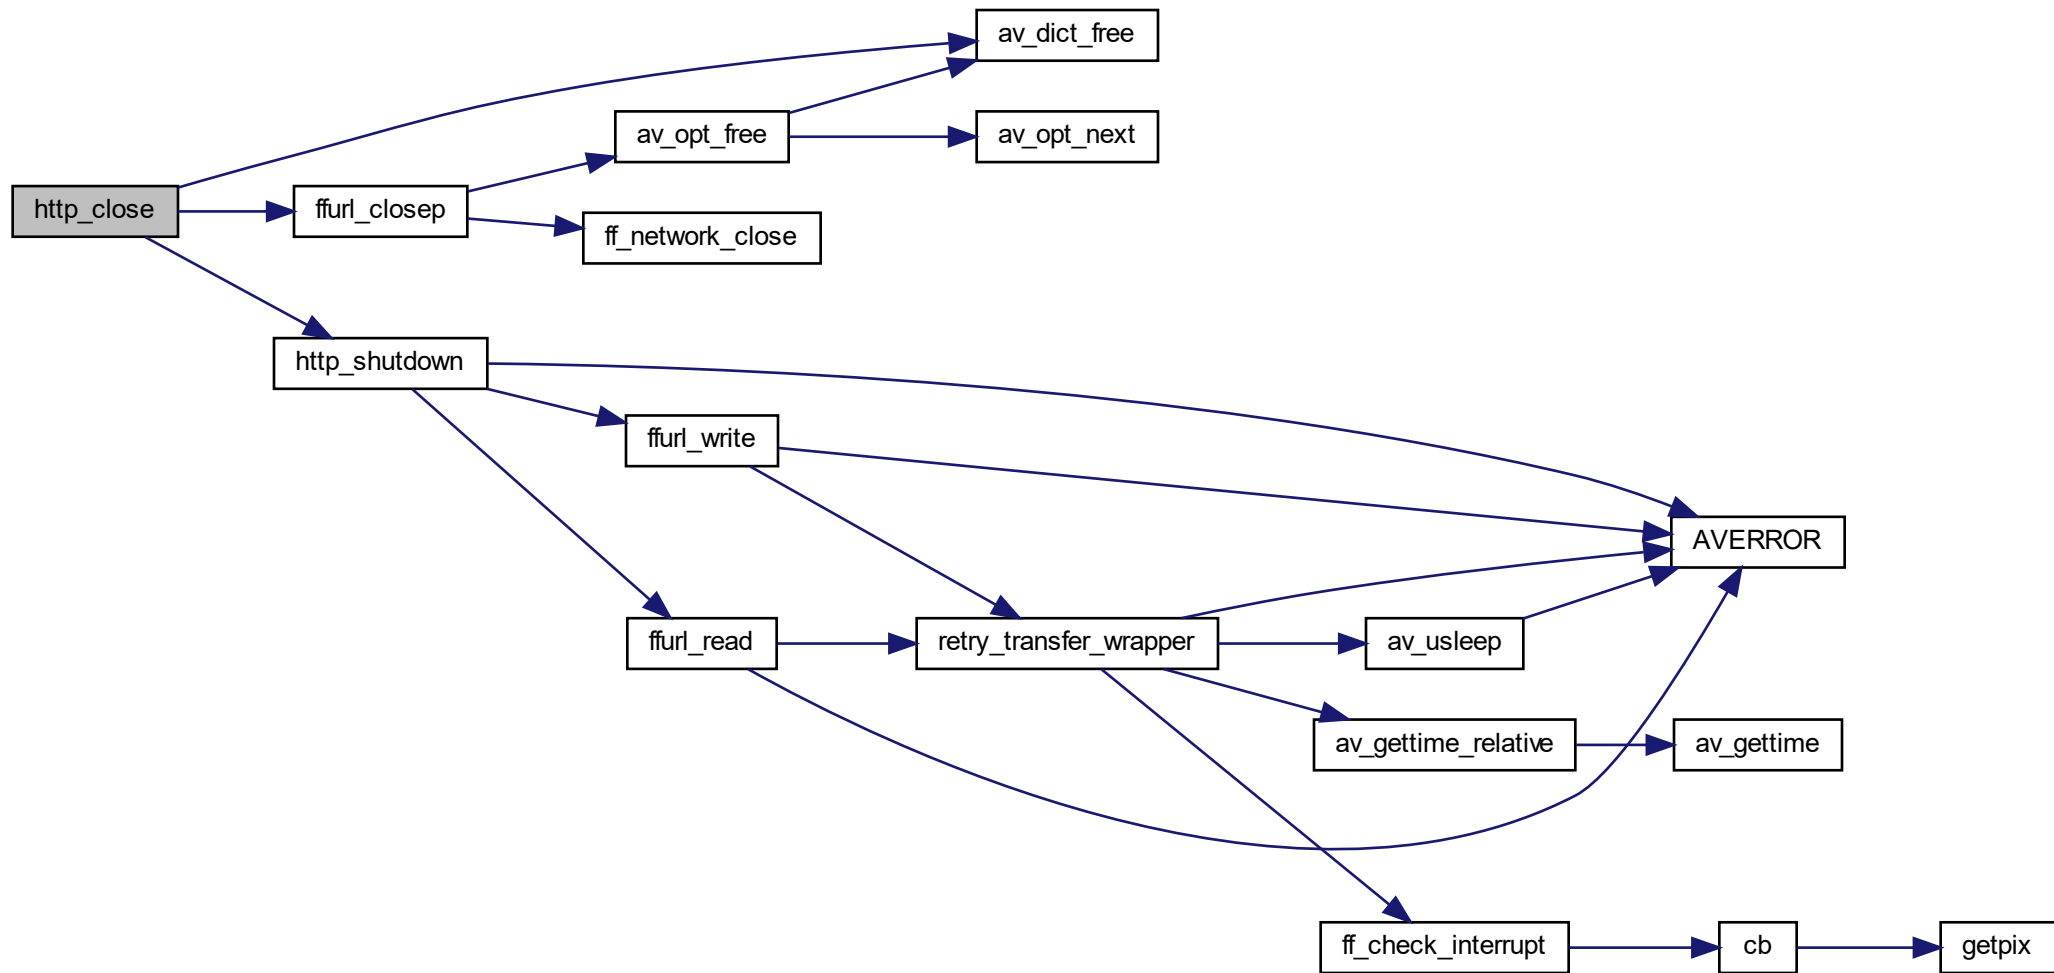 av_dict_free
av_opt_free
av_opt_next
http_close
ffurl_closep
ff_network_close
http_shutdown
ffurl_write
AVERROR
ffurl_read
retry_transfer_wrapper
av_usleep
av_gettime_relative
av_gettime
ff_check_interrupt
cb
getpix